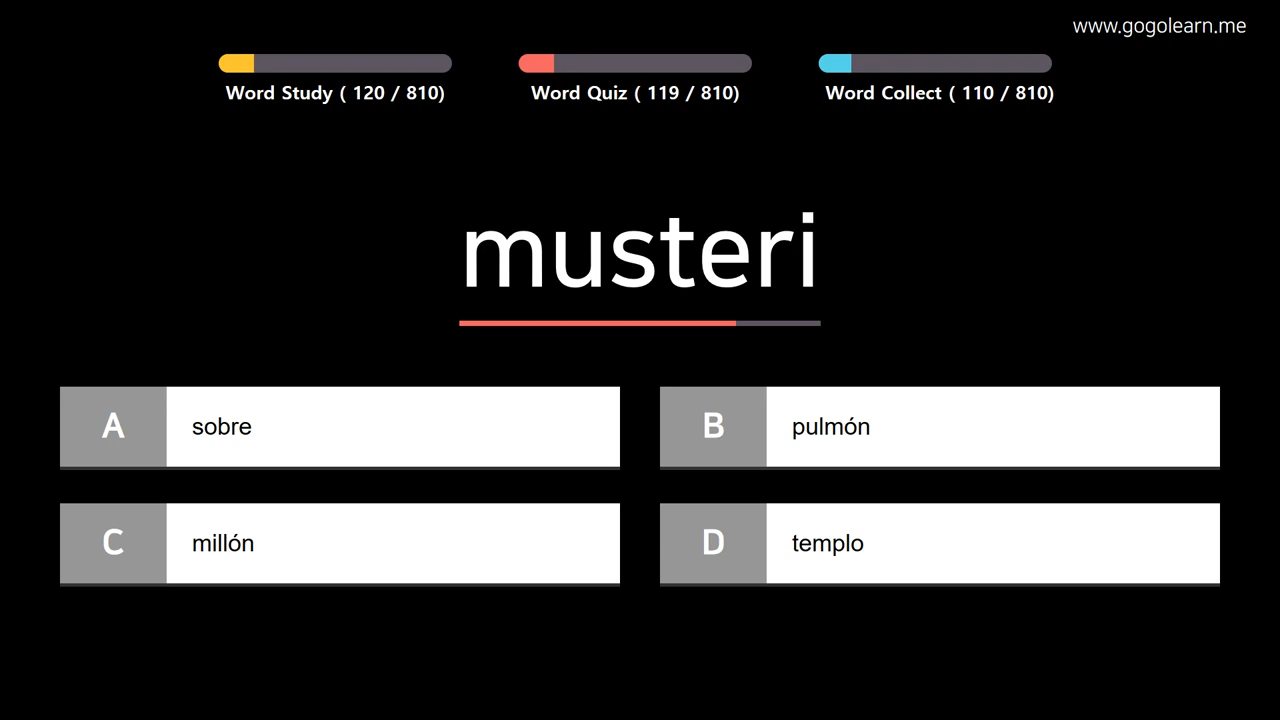 www.gogolearn.me
Word Study ( 120 / 810)
Word Quiz ( 119 / 810)
Word Collect ( 110 / 810)
musteri
A sobre
B pulmón
C millón
D templo